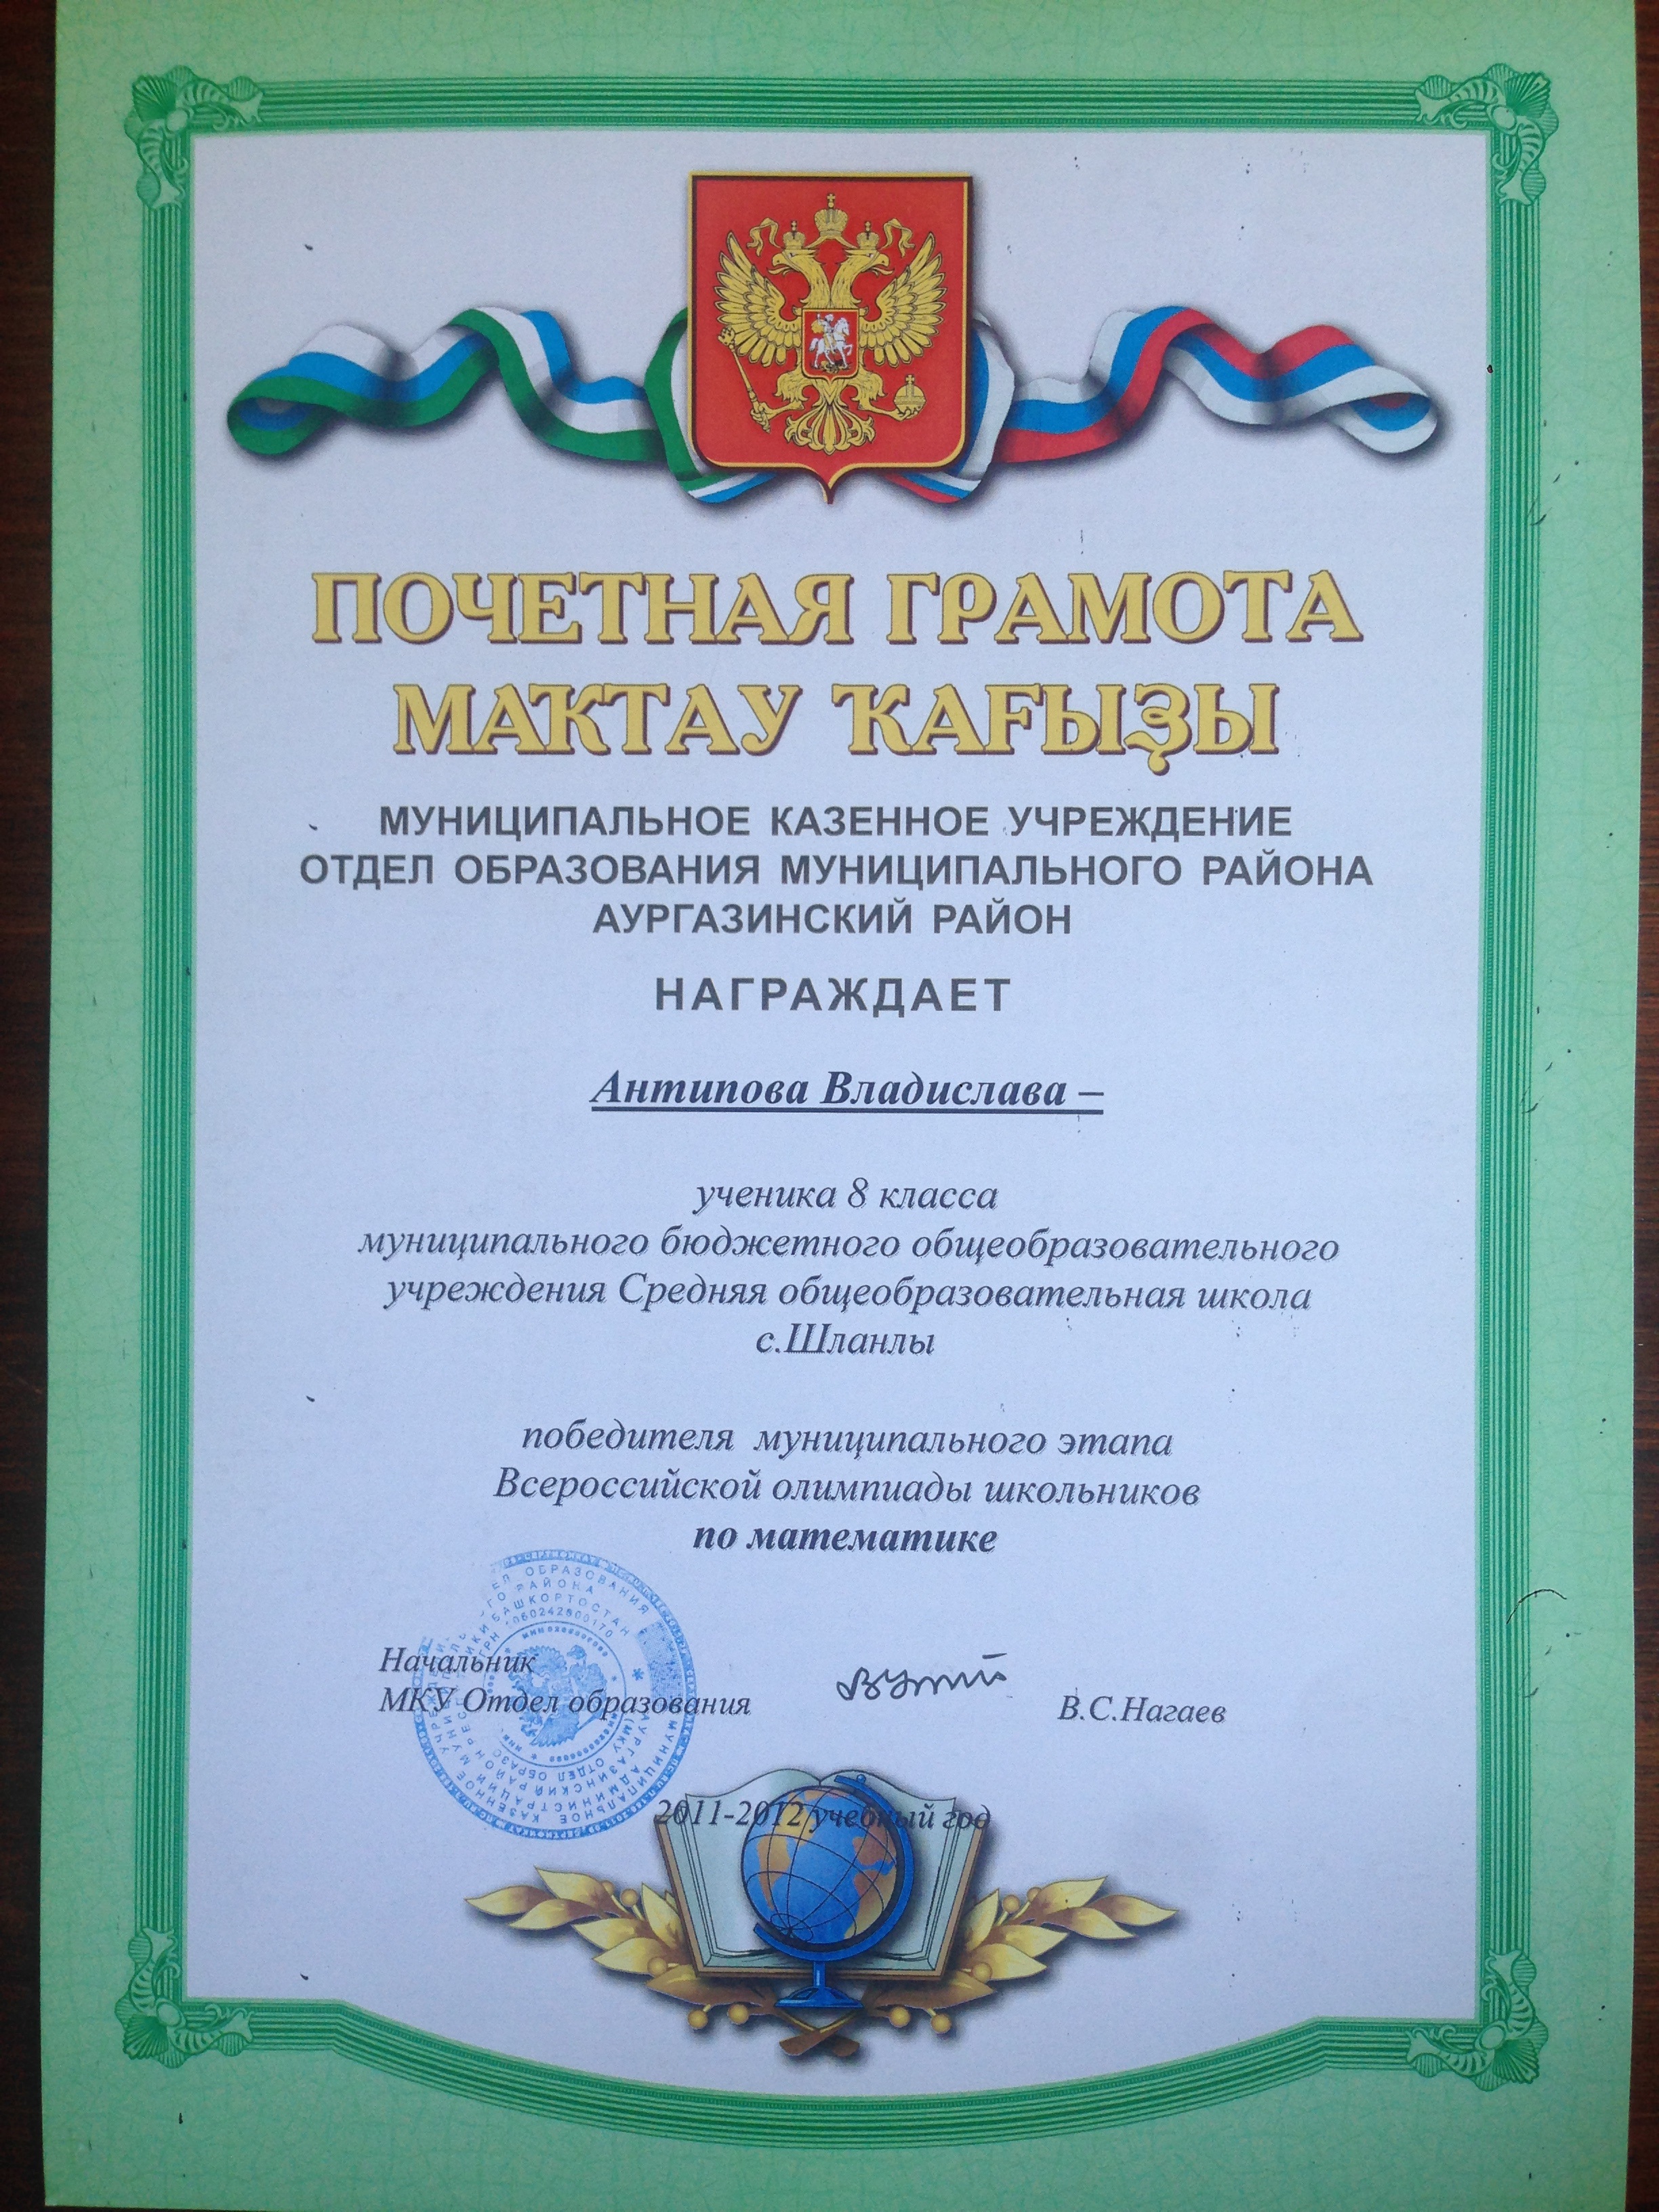 ПОЧЕТНАЯ ГРАМОТА
МАҠТАУ ҠАҒЫҘЫ
МУНИЦИПАЛЬНОЕ КАЗЕННОЕ УЧРЕЖДЕНИЕ
ОТДЕЛ ОБРАЗОВАНИЯ МУНИЦИПАЛЬНОГО РАЙОНА
АУРГАЗИНСКИЙ РАЙОН
НАГРАЖДАЕТ
Антипова Владислава –
ученика 8 класса
муниципального бюджетного общеобразовательного
учреждения Средняя общеобразовательная школа
с.Шланлы
победителя муниципального этапа
Всероссийской олимпиады школьников
по математике
Начальник
МКУ Отдел образования
В.С.Нагаев
2011-2012 учебный год